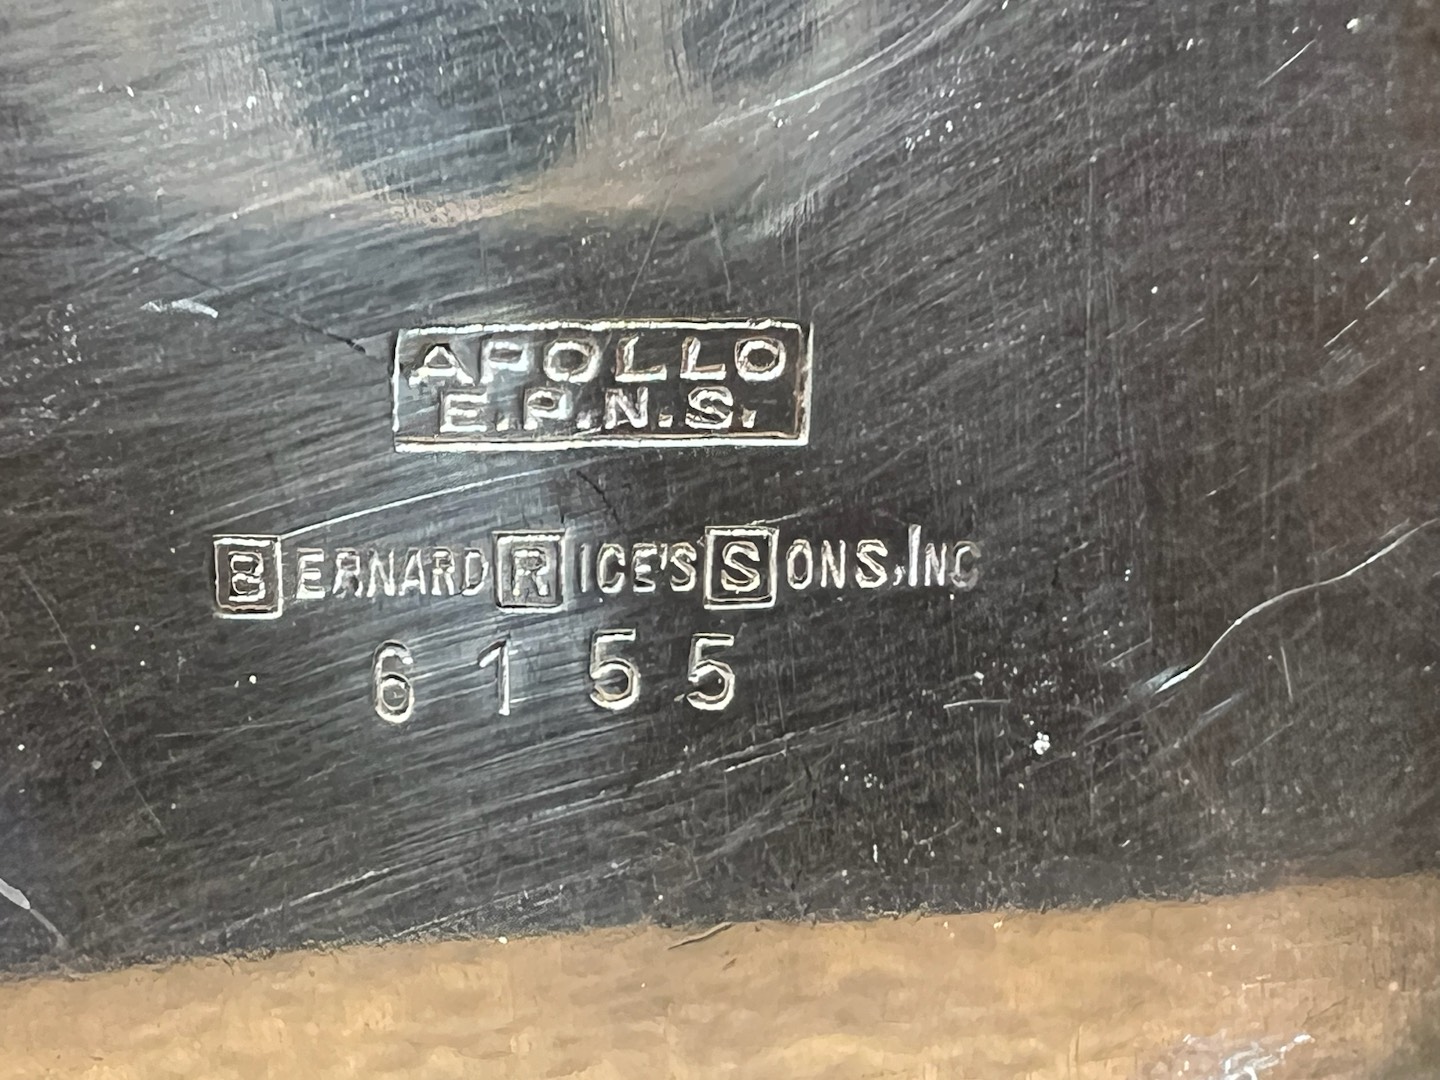 APOLLO
E.P.N.S.
BERNARD RICE'S SONS, INC
6155